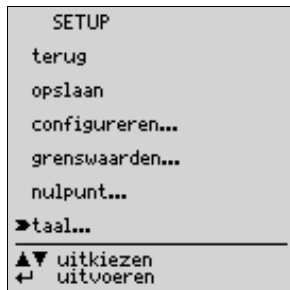 SETUP
terug
opslaan
configureren...
grenswaarden...
nulpunt...
➤taal...
▲▼ uitkiezen
↵ uitvoeren